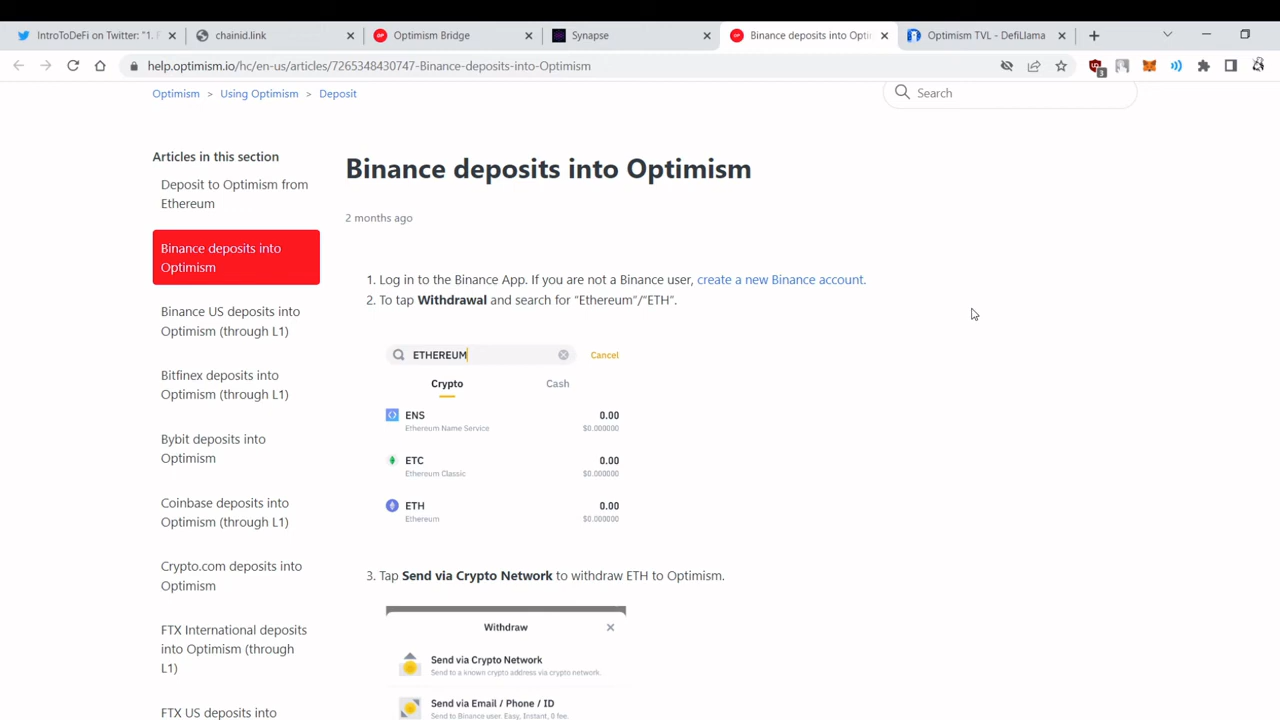 IntroToDeFi on Twitter: "1. F
chainid.link
Optimism Bridge
Synapse
Binance deposits into Opti
Optimism TVL - DefiLlama
help.optimism.io/hc/en-us/articles/7265348430747-Binance-deposits-into-Optimism
3
Optimism > Using Optimism > Deposit
Search
Articles in this section
Deposit to Optimism from
Ethereum
Binance deposits into
Optimism
Binance US deposits into
Optimism (through L1)
Bitfinex deposits into
Optimism (through L1)
Bybit deposits into
Optimism
Coinbase deposits into
Optimism (through L1)
Crypto.com deposits into
Optimism
FTX International deposits
into Optimism (through
L1)
FTX US deposits into
Binance deposits into Optimism
2 months ago
1. Log in to the Binance App. If you are not a Binance user, create a new Binance account.
2. To tap Withdrawal and search for “Ethereum”/“ETH”.
ETHEREUM
Cancel
Crypto
Cash
ENS 0.00
Ethereum Name Service $0.000000
ETC 0.00
Ethereum Classic $0.000000
ETH 0.00
Ethereum $0.000000
3. Tap Send via Crypto Network to withdraw ETH to Optimism.
Withdraw
Send via Crypto Network
Send to a known crypto address via crypto network.
Send via Email / Phone / ID
Send to Binance user. Easy, Instant, 0 fee.